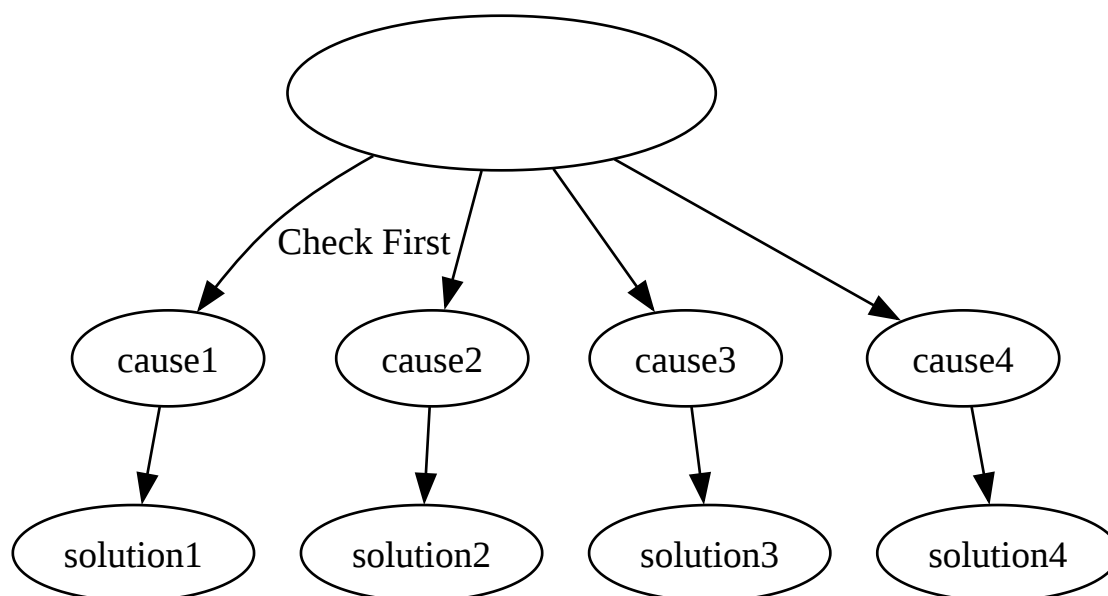 Check First
cause1
cause2
cause3
cause4
solution1
solution2
solution3
solution4